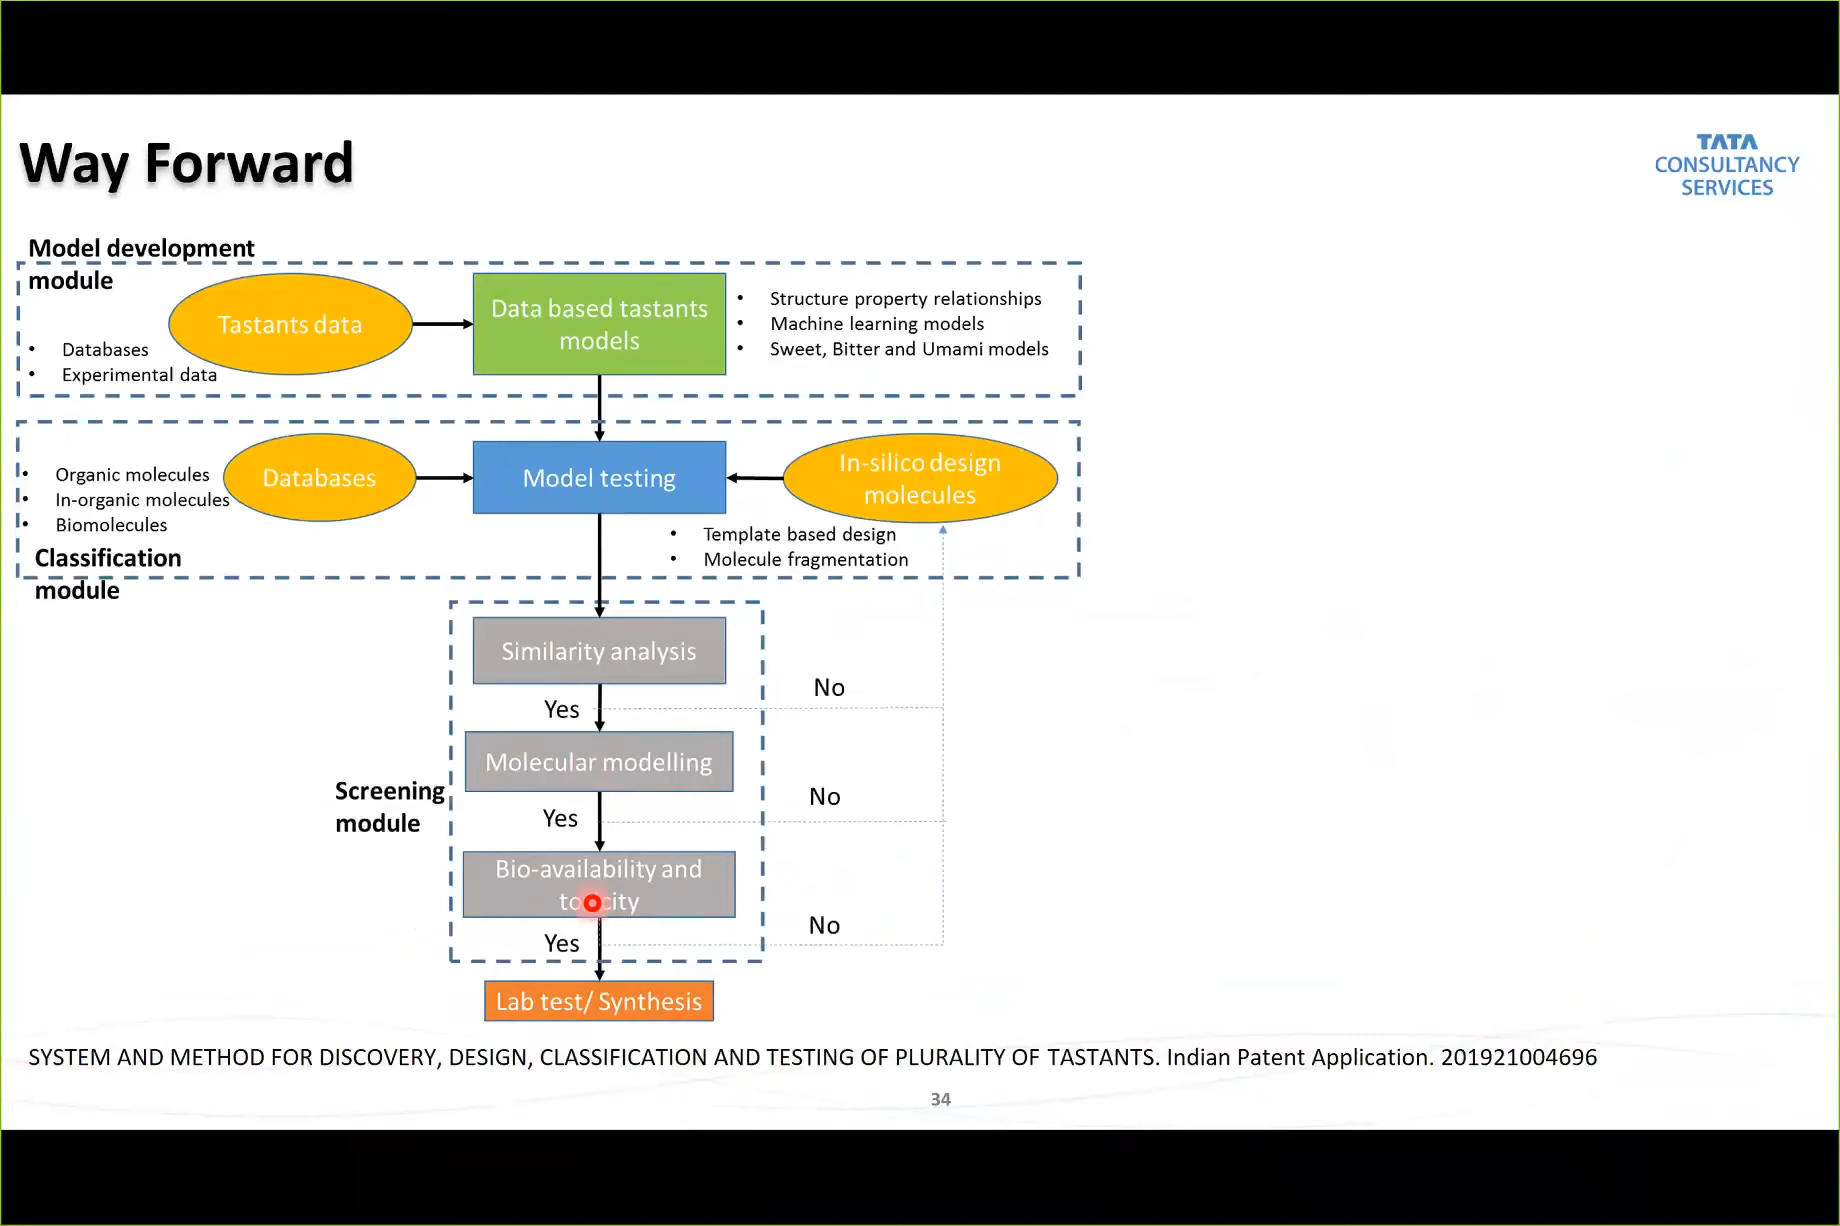 Way Forward
TATA
CONSULTANCY
SERVICES
Model development
module
Tastants data
• Databases
• Experimental data
Data based tastants
models
• Structure property relationships
• Machine learning models
• Sweet, Bitter and Umami models
• Organic molecules
• In-organic molecules
• Biomolecules
Databases
Model testing
In-silico design
molecules
• Template based design
• Molecule fragmentation
Classification
module
Similarity analysis
Yes
No
Molecular modelling
Yes
No
Screening
module
Bio-availability and
toxicity
Yes
No
Lab test/ Synthesis
SYSTEM AND METHOD FOR DISCOVERY, DESIGN, CLASSIFICATION AND TESTING OF PLURALITY OF TASTANTS. Indian Patent Application. 201921004696
34